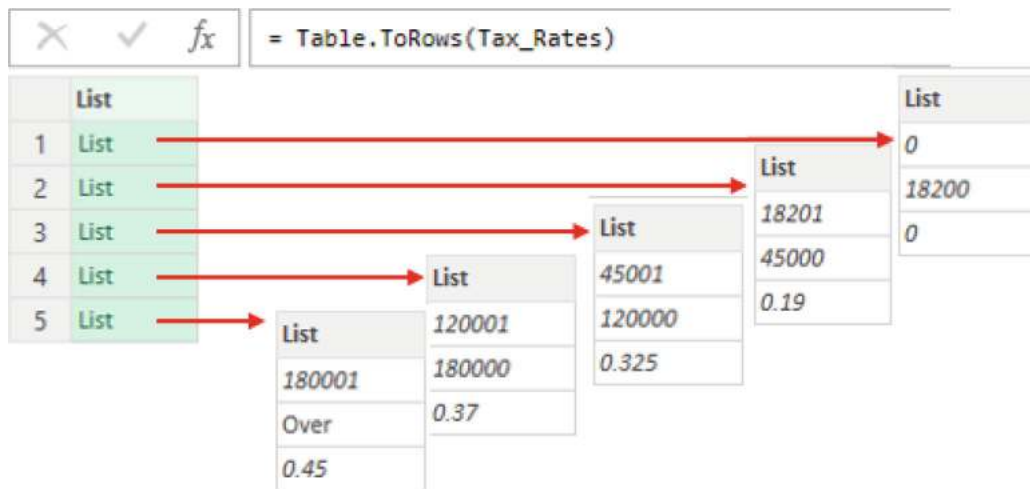 fx = Table.ToRows(Tax_Rates)
List
1 List
2 List
3 List
4 List
5 List
List
180001
Over
0.45
List
120001
180000
0.37
List
45001
120000
0.325
List
18201
45000
0.19
List
0
18200
0